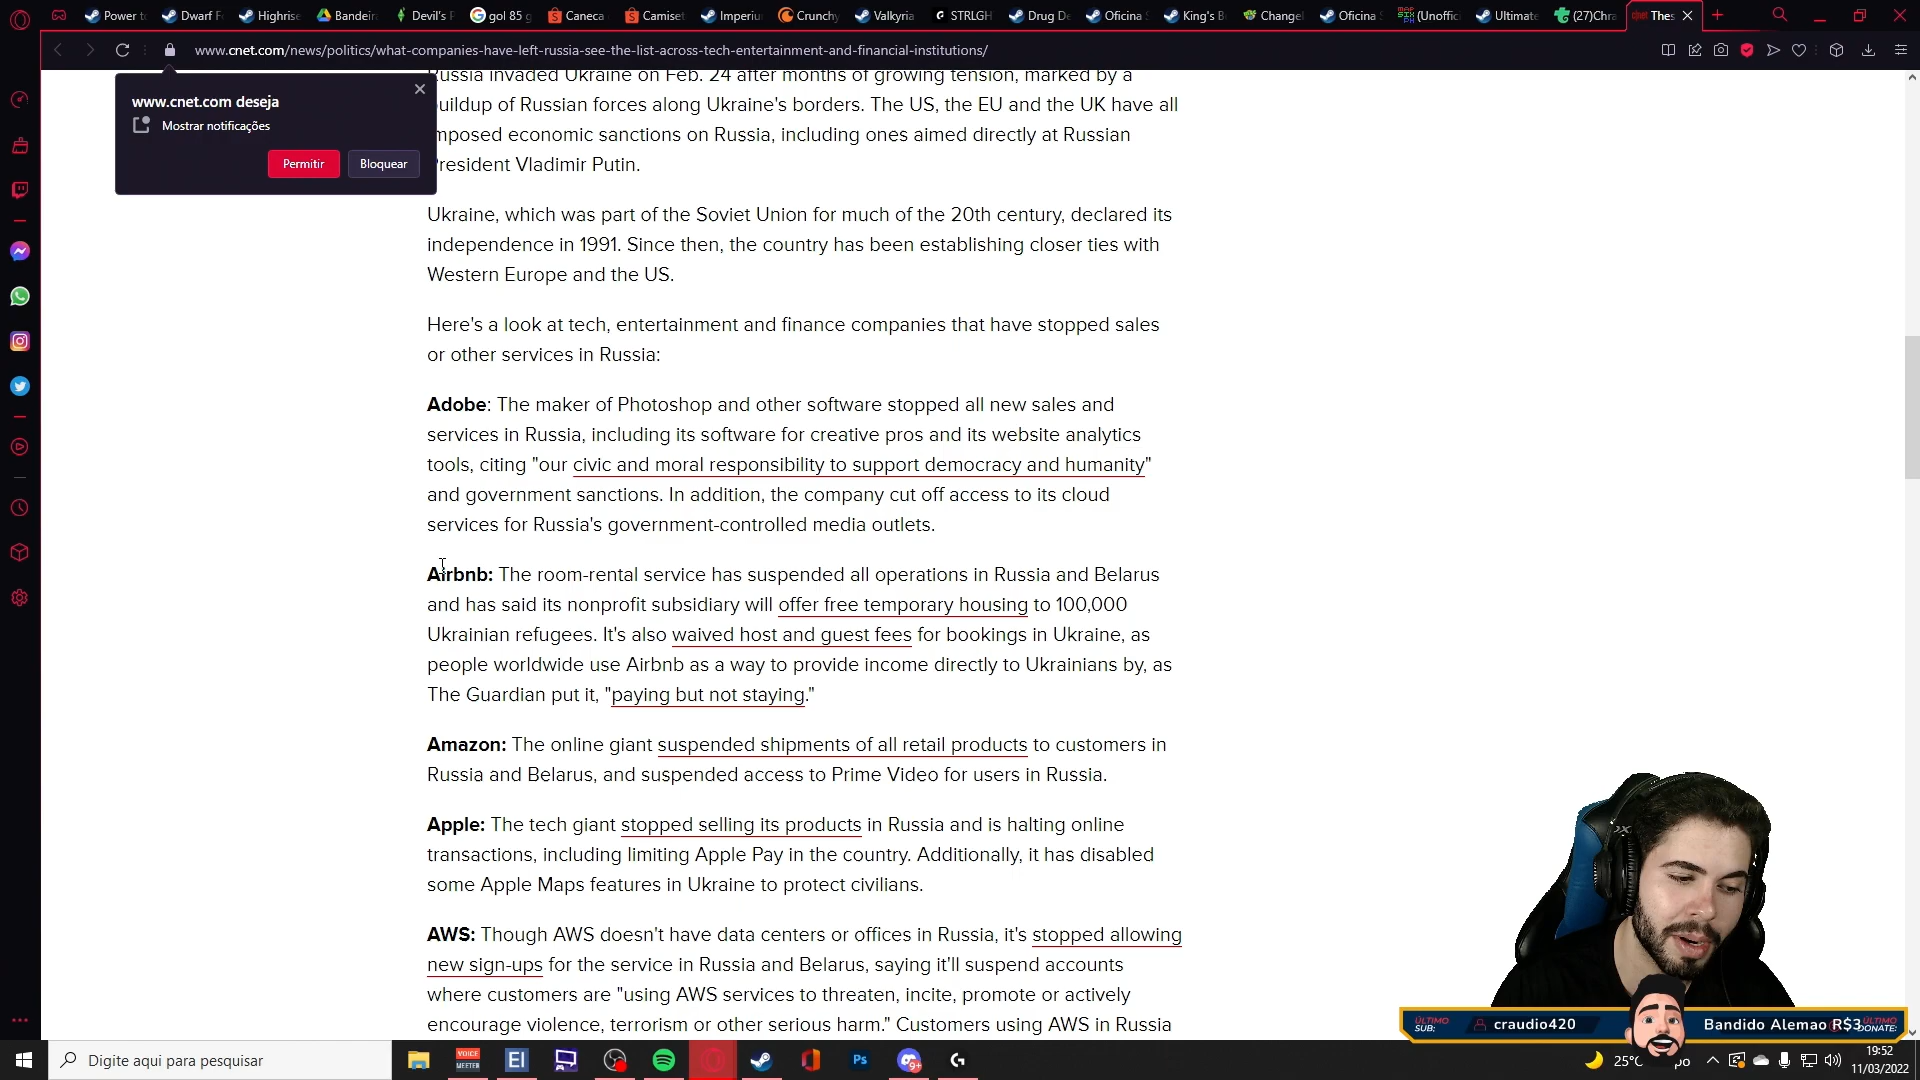 Power to
Dwarf F
Highrise
Bandeira
Devil's P
gol 85 g
Caneca
Camiset
Imperiu
Crunchy
Valkyria
STRLGH
Drug De
Oficina
King's B
Changel
Oficina
(Unoffic
Ultimate
(27)Chra
cnet
Thes
www.cnet.com/news/politics/what-companies-have-left-russia-see-the-list-across-tech-entertainment-and-financial-institutions/
www.cnet.com deseja
Mostrar notificações
Permitir
Bloquear
Russia invaded Ukraine on Feb. 24 after months of growing tension, marked by a
uildup of Russian forces along Ukraine's borders. The US, the EU and the UK have all
mposed economic sanctions on Russia, including ones aimed directly at Russian
President Vladimir Putin.
Ukraine, which was part of the Soviet Union for much of the 20th century, declared its
independence in 1991. Since then, the country has been establishing closer ties with
Western Europe and the US.
Here's a look at tech, entertainment and finance companies that have stopped sales
or other services in Russia:
Adobe: The maker of Photoshop and other software stopped all new sales and
services in Russia, including its software for creative pros and its website analytics
tools, citing "our civic and moral responsibility to support democracy and humanity"
and government sanctions. In addition, the company cut off access to its cloud
services for Russia's government-controlled media outlets.
Airbnb: The room-rental service has suspended all operations in Russia and Belarus
and has said its nonprofit subsidiary will offer free temporary housing to 100,000
Ukrainian refugees. It's also waived host and guest fees for bookings in Ukraine, as
people worldwide use Airbnb as a way to provide income directly to Ukrainians by, as
The Guardian put it, "paying but not staying."
Amazon: The online giant suspended shipments of all retail products to customers in
Russia and Belarus, and suspended access to Prime Video for users in Russia.
Apple: The tech giant stopped selling its products in Russia and is halting online
transactions, including limiting Apple Pay in the country. Additionally, it has disabled
some Apple Maps features in Ukraine to protect civilians.
AWS: Though AWS doesn't have data centers or offices in Russia, it's stopped allowing
new sign-ups for the service in Russia and Belarus, saying it'll suspend accounts
where customers are "using AWS services to threaten, incite, promote or actively
encourage violence, terrorism or other serious harm." Customers using AWS in Russia
ÚLTIMO SUB:
craudio420
Bandido Alemao R$3
ÚLTIMO DONATE:
Digite aqui para pesquisar
VOICE MEETER
EI
Ps
9+
25°C
po
19:52
11/03/2022